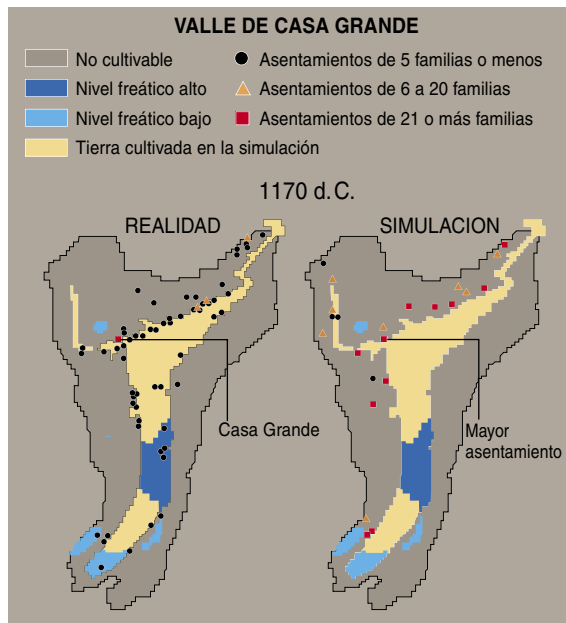 VALLE DE CASA GRANDE
No cultivable
Nivel freático alto
Nivel freático bajo
Tierra cultivada en la simulación
Asentamientos de 5 familias o menos
Asentamientos de 6 a 20 familias
Asentamientos de 21 o más familias
1170 d.C.
REALIDAD
SIMULACION
Casa Grande
Mayor
asentamiento